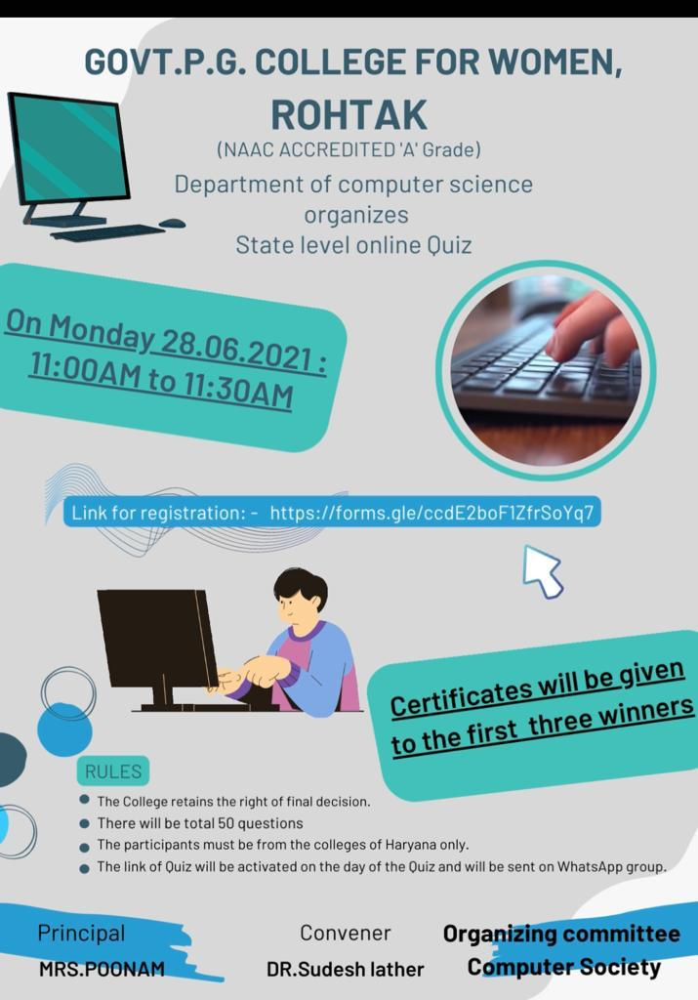 GOVT.P.G. COLLEGE FOR WOMEN,
ROHTAK
(NAAC ACCREDITED 'A' Grade)
Department of computer science
organizes
State level online Quiz
On Monday 28.06.2021 :
11:00AM to 11:30AM
Link for registration: - https://forms.gle/ccdE2boF1ZfrSoYq7
Certificates will be given
to the first three winners
RULES
The College retains the right of final decision.
There will be total 50 questions
The participants must be from the colleges of Haryana only.
The link of Quiz will be activated on the day of the Quiz and will be sent on WhatsApp group.
Principal
MRS.POONAM
Convener
DR.Sudesh lather
Organizing committee
Computer Society